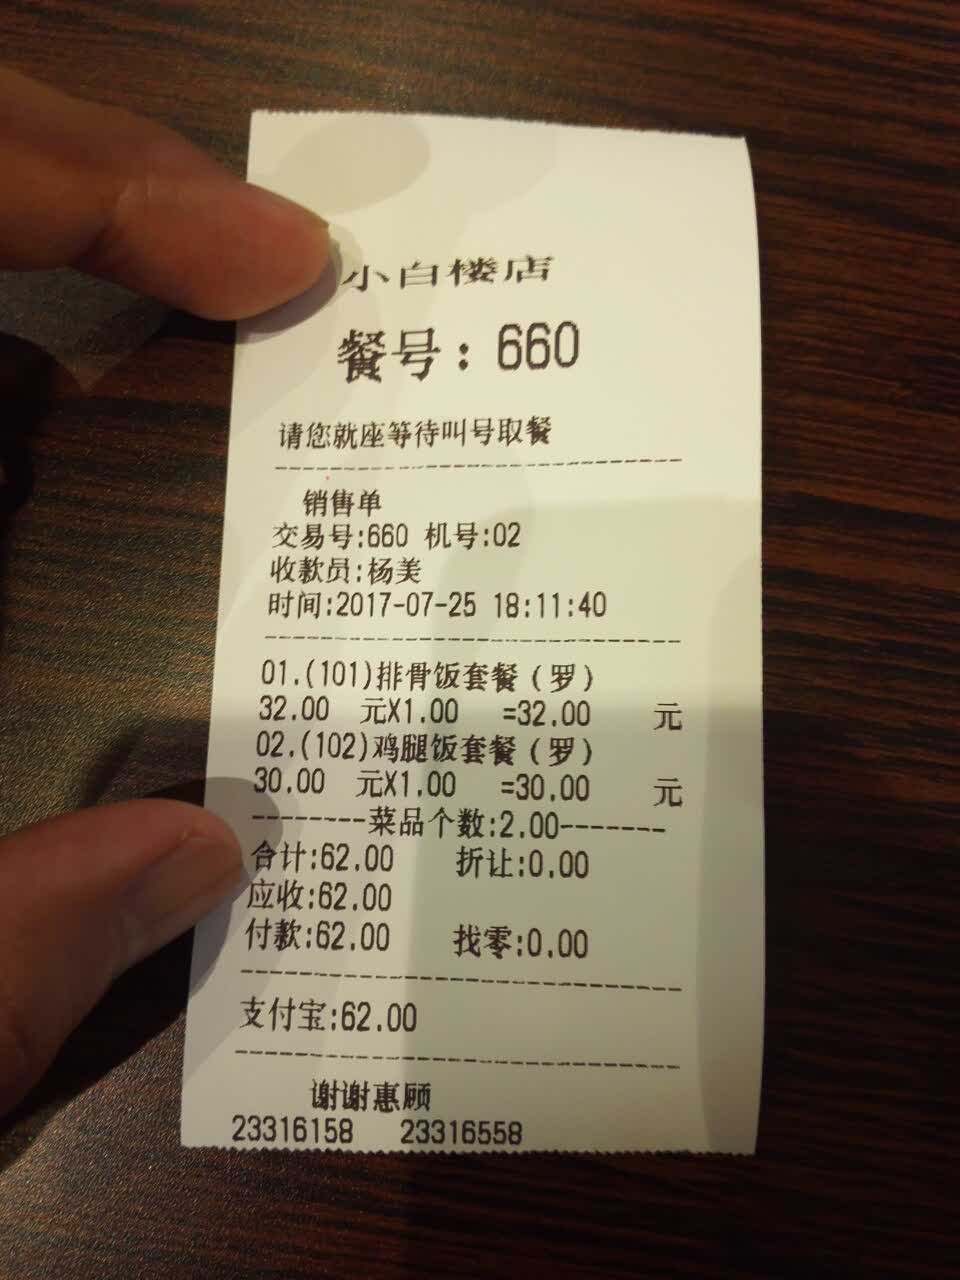 小白楼店
餐号：660
请您就座等待叫号取餐
销售单
交易号:660 机号:02
收款员:杨美
时间:2017-07-25 18:11:40
01.(101)排骨饭套餐（罗）
32.00 元X1.00 =32.00 元
02.(102)鸡腿饭套餐（罗）
30.00 元X1.00 =30.00 元
--------菜品个数:2.00-------
合计:62.00 折让:0.00
应收:62.00
付款:62.00 找零:0.00
支付宝:62.00
谢谢惠顾
23316158 23316558